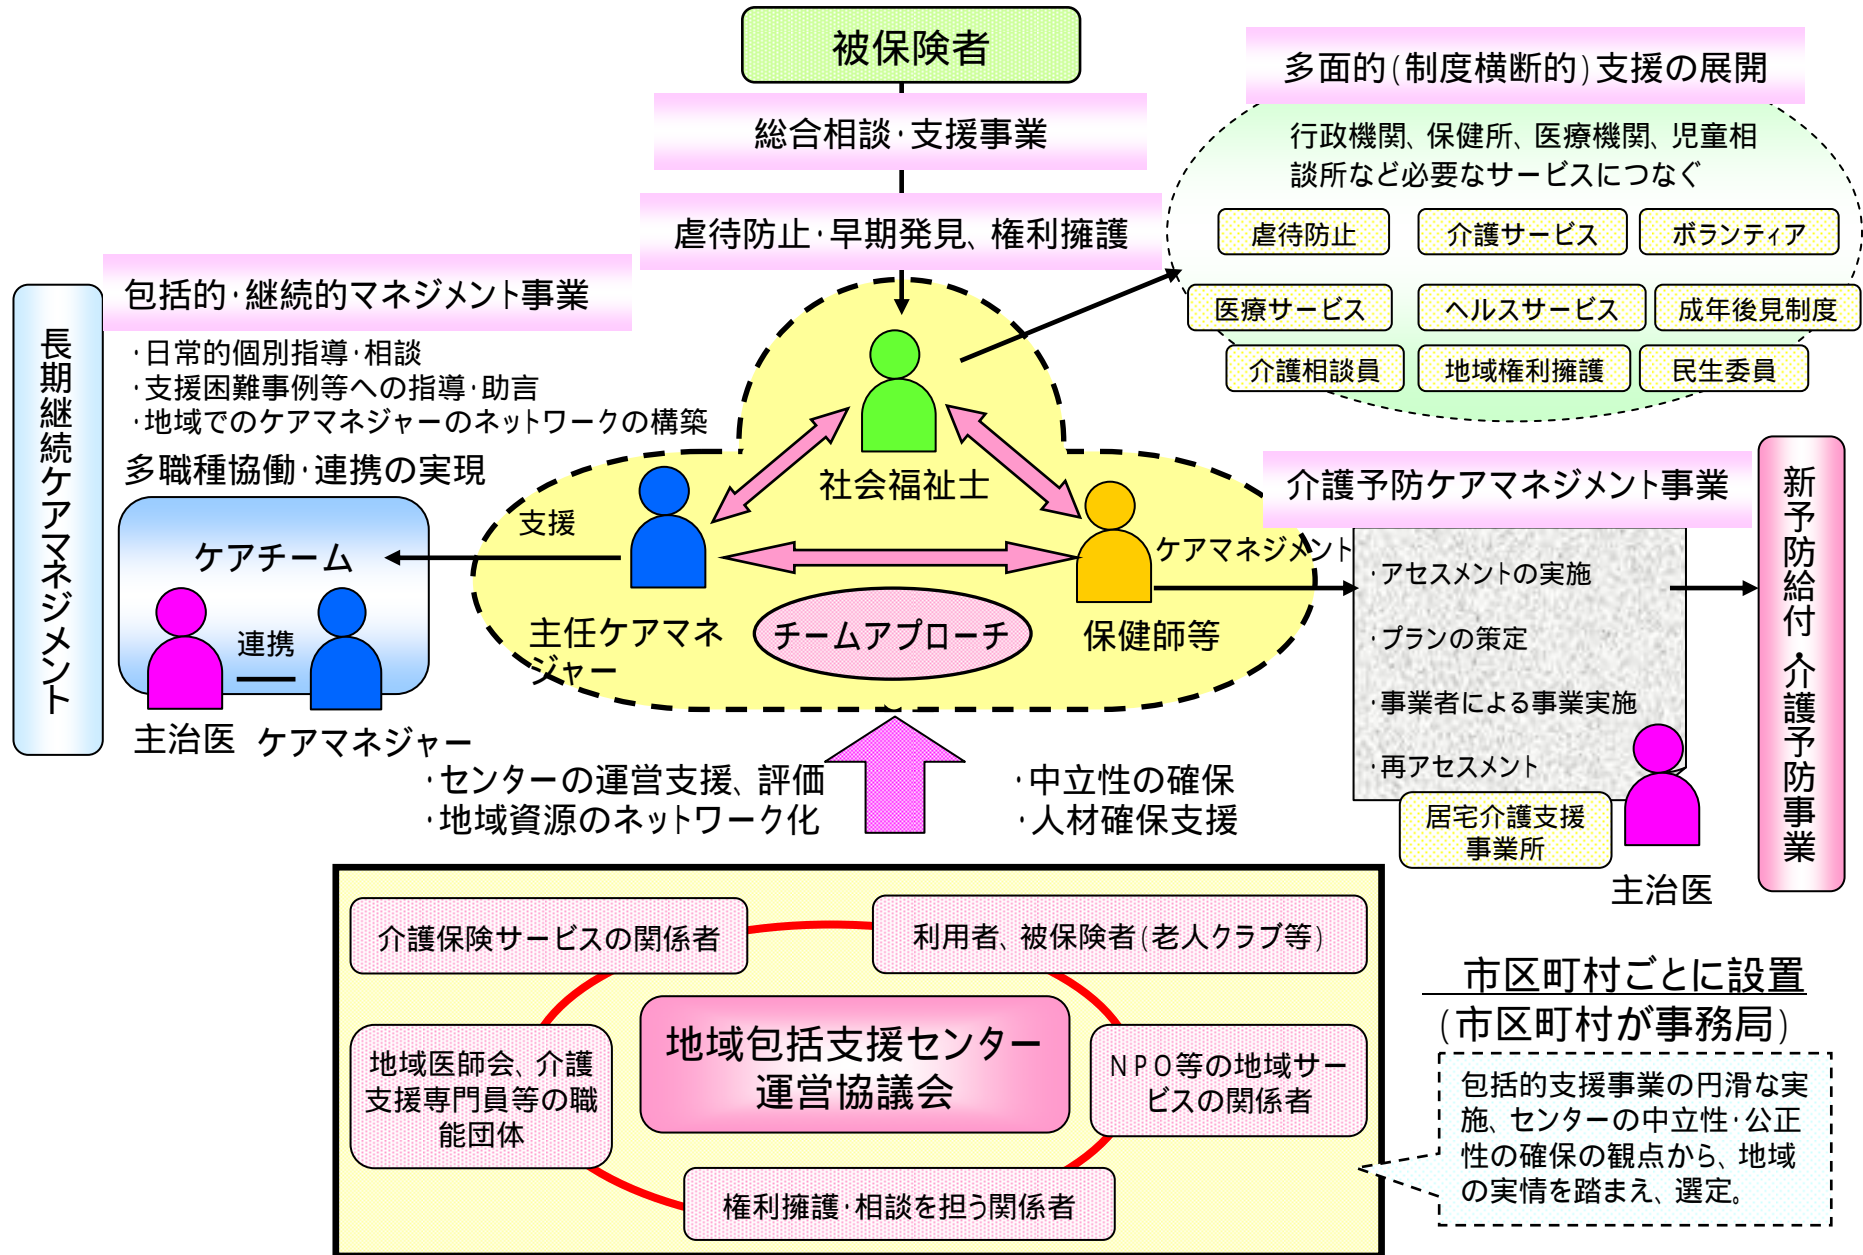 被保険者
総合相談・支援事業
虐待防止・早期発見、権利擁護
多面的(制度横断的)支援の展開
行政機関、保健所、医療機関、児童相
談所など必要なサービスにつなぐ
虐待防止
介護サービス
ボランティア
医療サービス
ヘルスサービス
成年後見制度
介護相談員
地域権利擁護
民生委員
長期継続ケアマネジメント
包括的・継続的マネジメント事業
・日常的個別指導・相談
・支援困難事例等への指導・助言
・地域でのケアマネジャーのネットワークの構築
多職種協働・連携の実現
ケアチーム
連携
主治医
ケアマネジャー
支援
社会福祉士
主任ケアマネ
ジャー
チームアプローチ
保健師等
ケアマネジメント
介護予防ケアマネジメント事業
・アセスメントの実施
・プランの策定
・事業者による事業実施
・再アセスメント
居宅介護支援
事業所
主治医
新予防給付・介護予防事業
・センターの運営支援、評価
・地域資源のネットワーク化
・中立性の確保
・人材確保支援
介護保険サービスの関係者
利用者、被保険者(老人クラブ等)
地域包括支援センター
運営協議会
地域医師会、介護
支援専門員等の職
能団体
NPO等の地域サー
ビスの関係者
権利擁護・相談を担う関係者
市区町村ごとに設置
(市区町村が事務局)
包括的支援事業の円滑な実
施、センターの中立性・公正
性の確保の観点から、地域
の実情を踏まえ、選定。